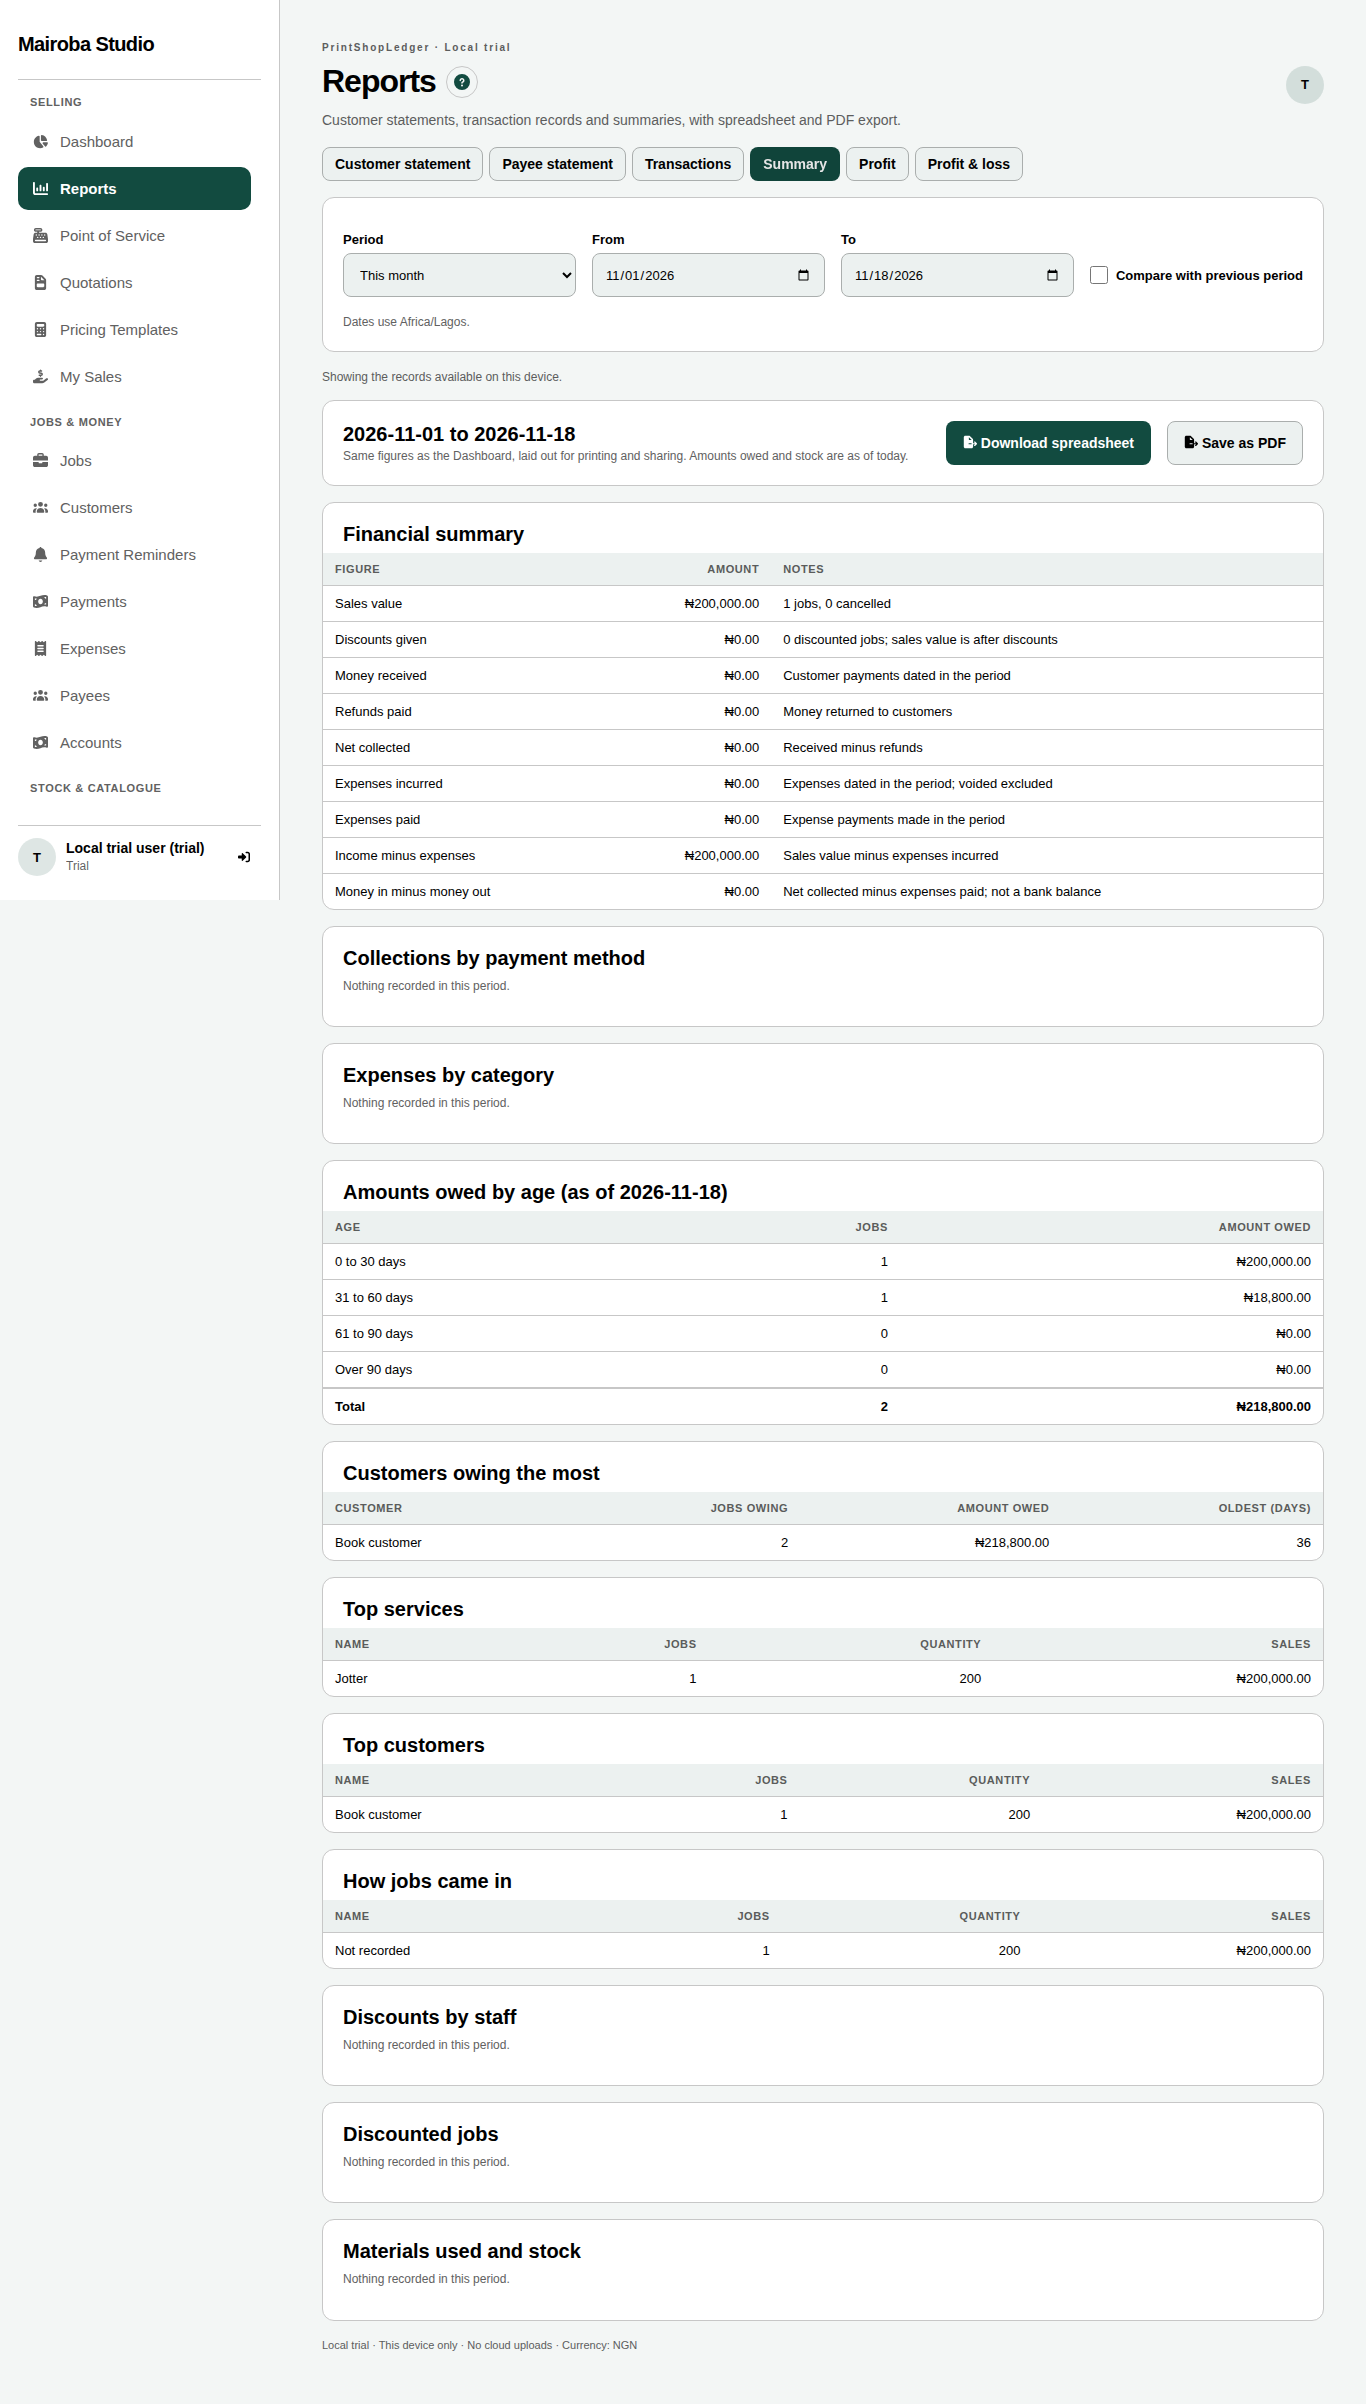 Mairoba Studio
SELLING
Dashboard
Reports
Point of Service
Quotations
Pricing Templates
My Sales
JOBS & MONEY
Jobs
Customers
Payment Reminders
Payments
Expenses
Payees
Accounts
STOCK & CATALOGUE
T
Local trial user (trial)
Trial
PrintShopLedger · Local trial
Reports ?
T
Customer statements, transaction records and summaries, with spreadsheet and PDF export.
Customer statement Payee statement Transactions Summary Profit Profit & loss
Period From To
This month 11/01/2026 11/18/2026 Compare with previous period
Dates use Africa/Lagos.
Showing the records available on this device.
2026-11-01 to 2026-11-18
Same figures as the Dashboard, laid out for printing and sharing. Amounts owed and stock are as of today.
Download spreadsheet Save as PDF
Financial summary
FIGURE AMOUNT NOTES
Sales value ₦200,000.00 1 jobs, 0 cancelled
Discounts given ₦0.00 0 discounted jobs; sales value is after discounts
Money received ₦0.00 Customer payments dated in the period
Refunds paid ₦0.00 Money returned to customers
Net collected ₦0.00 Received minus refunds
Expenses incurred ₦0.00 Expenses dated in the period; voided excluded
Expenses paid ₦0.00 Expense payments made in the period
Income minus expenses ₦200,000.00 Sales value minus expenses incurred
Money in minus money out ₦0.00 Net collected minus expenses paid; not a bank balance
Collections by payment method
Nothing recorded in this period.
Expenses by category
Nothing recorded in this period.
Amounts owed by age (as of 2026-11-18)
AGE JOBS AMOUNT OWED
0 to 30 days 1 ₦200,000.00
31 to 60 days 1 ₦18,800.00
61 to 90 days 0 ₦0.00
Over 90 days 0 ₦0.00
Total 2 ₦218,800.00
Customers owing the most
CUSTOMER JOBS OWING AMOUNT OWED OLDEST (DAYS)
Book customer 2 ₦218,800.00 36
Top services
NAME JOBS QUANTITY SALES
Jotter 1 200 ₦200,000.00
Top customers
NAME JOBS QUANTITY SALES
Book customer 1 200 ₦200,000.00
How jobs came in
NAME JOBS QUANTITY SALES
Not recorded 1 200 ₦200,000.00
Discounts by staff
Nothing recorded in this period.
Discounted jobs
Nothing recorded in this period.
Materials used and stock
Nothing recorded in this period.
Local trial · This device only · No cloud uploads · Currency: NGN